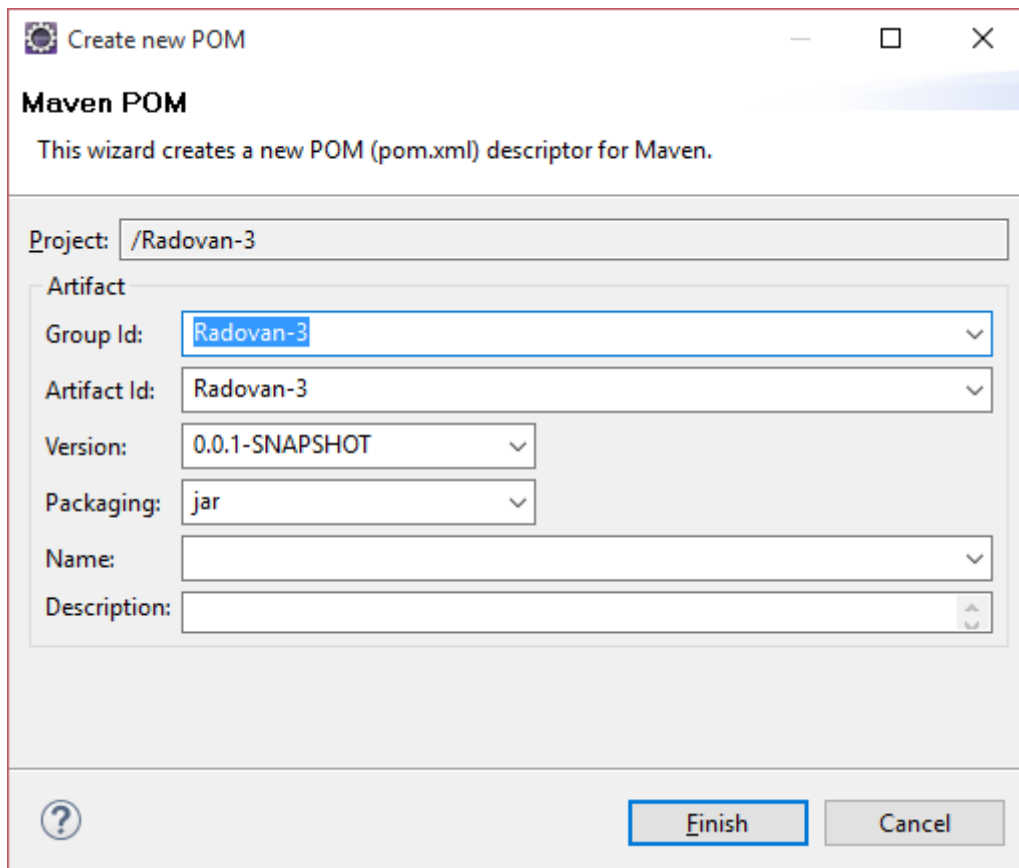 Create new POM
Maven POM
This wizard creates a new POM (pom.xml) descriptor for Maven.
Project: /Radovan-3
Artifact
Group Id: Radovan-3
Artifact Id: Radovan-3
Version: 0.0.1-SNAPSHOT
Packaging: jar
Name:
Description:
?
Finish Cancel